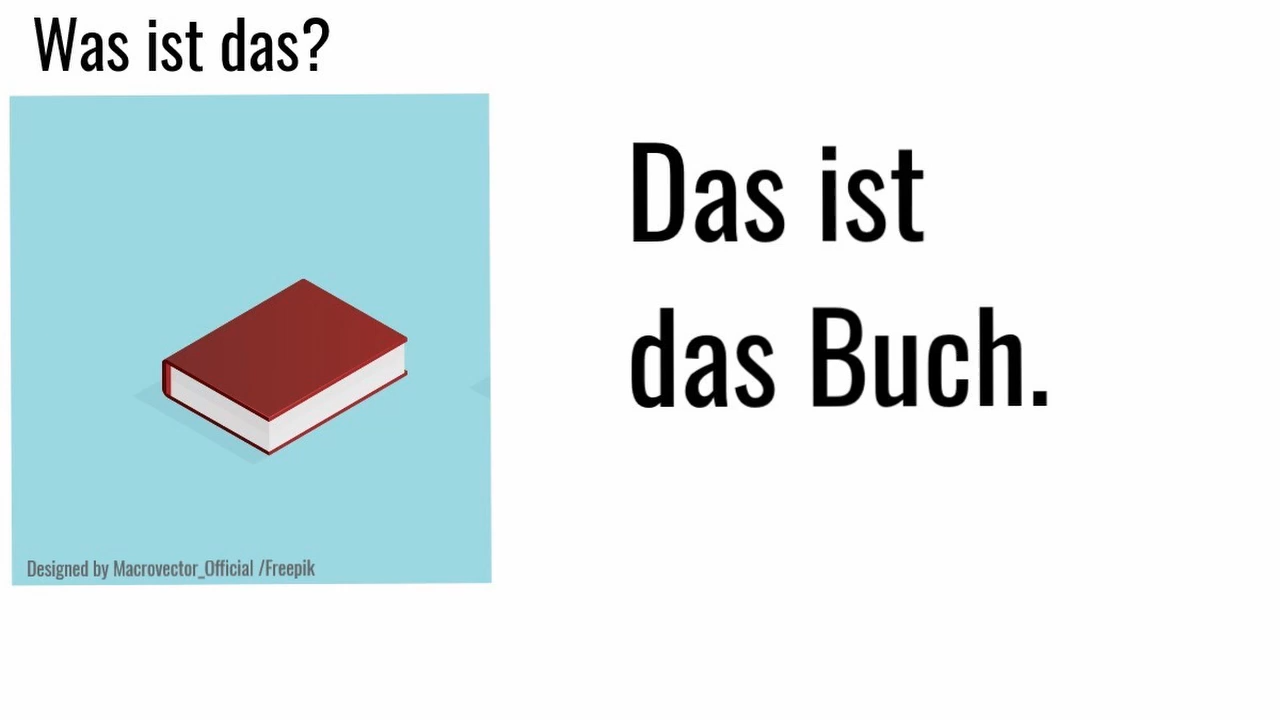 Was ist das?
Das ist
das Buch.
Designed by Macrovector_Official /Freepik